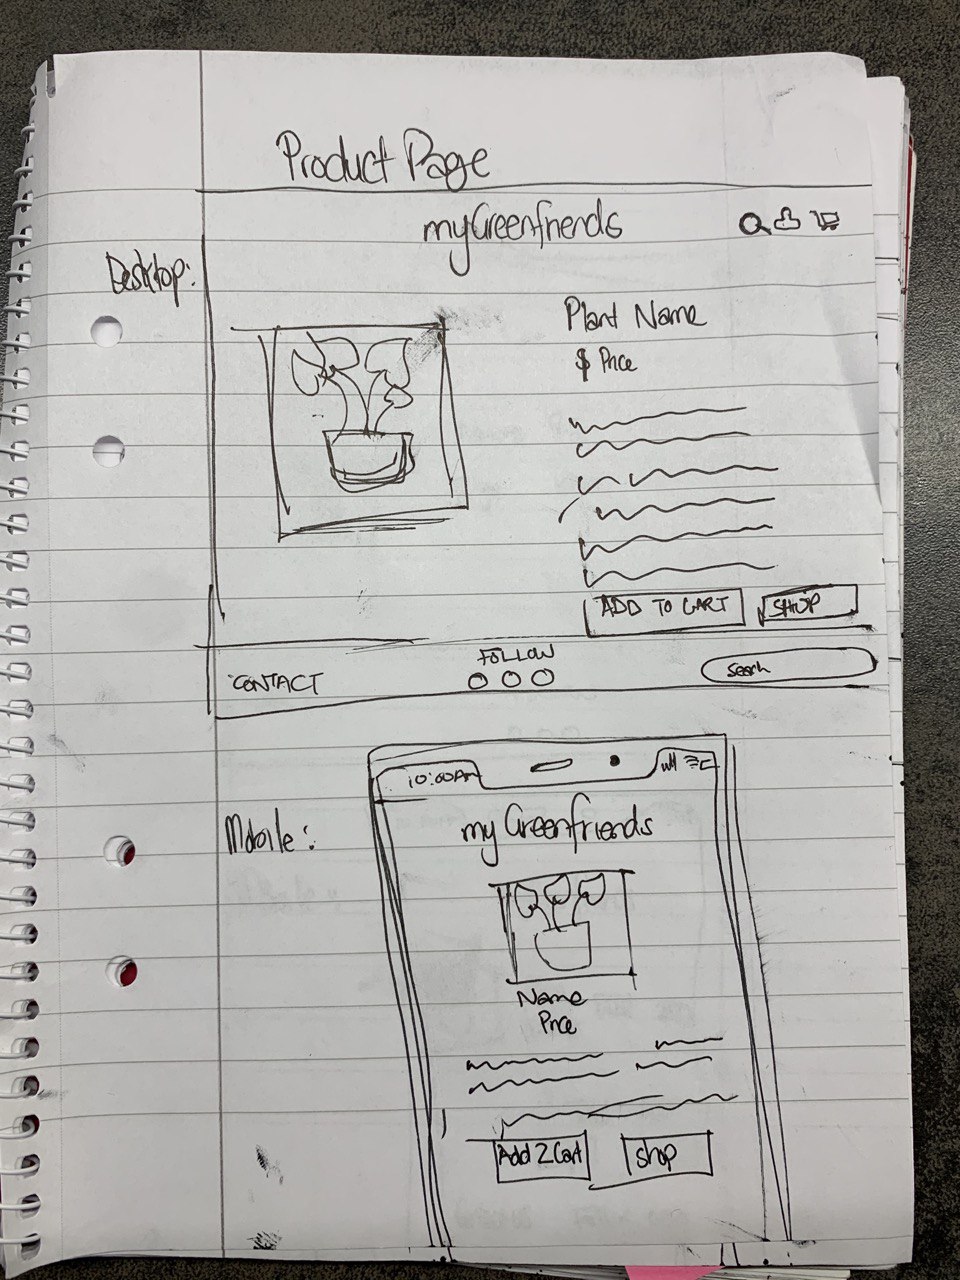 Product Page
myGreenfriends
Desktop:
Plant Name
$ Price
ADD TO CART
SHOP
CONTACT
FOLLOW
Search
10:00AM
Mobile:
my Greenfriends
Name
Price
Add 2 Cart
Shop